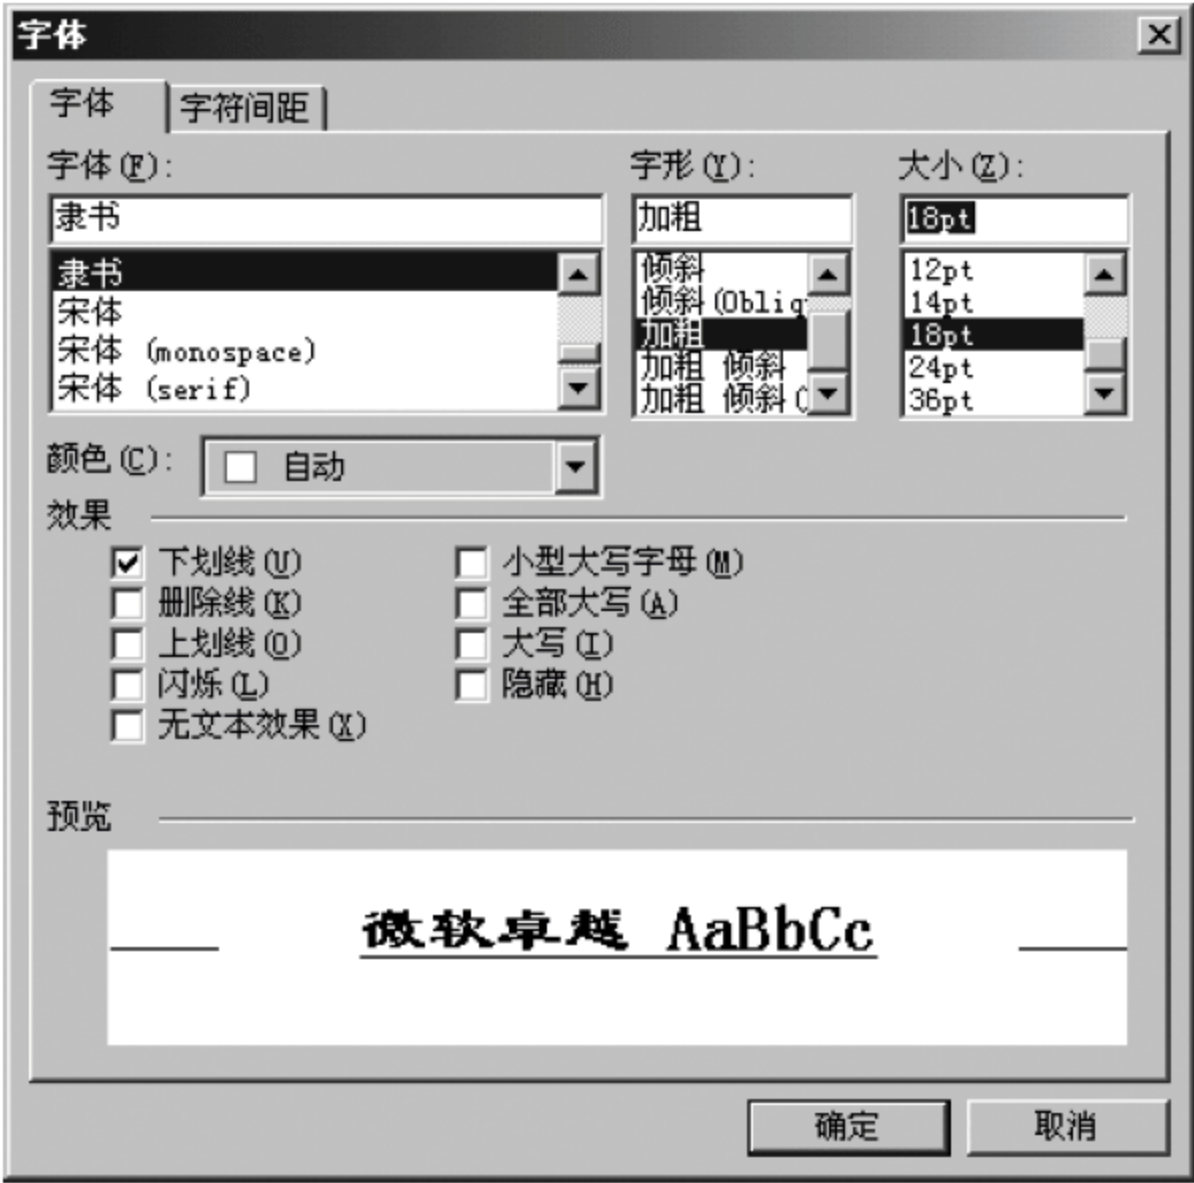 字体
字体 字符间距
字体(F): 字形(Y): 大小(Z):
隶书 加粗 18pt
隶书 倾斜 12pt
宋体 倾斜(Obliq 14pt
宋体 (monospace) 加粗 18pt
宋体 (serif) 加粗 倾斜 24pt
加粗 倾斜( 36pt
颜色(C): 自动
效果
下划线(U) 小型大写字母(M)
删除线(K) 全部大写(A)
上划线(O) 大写(I)
闪烁(L) 隐藏(H)
无文本效果(X)
预览
微软卓越 AaBbCc
确定 取消